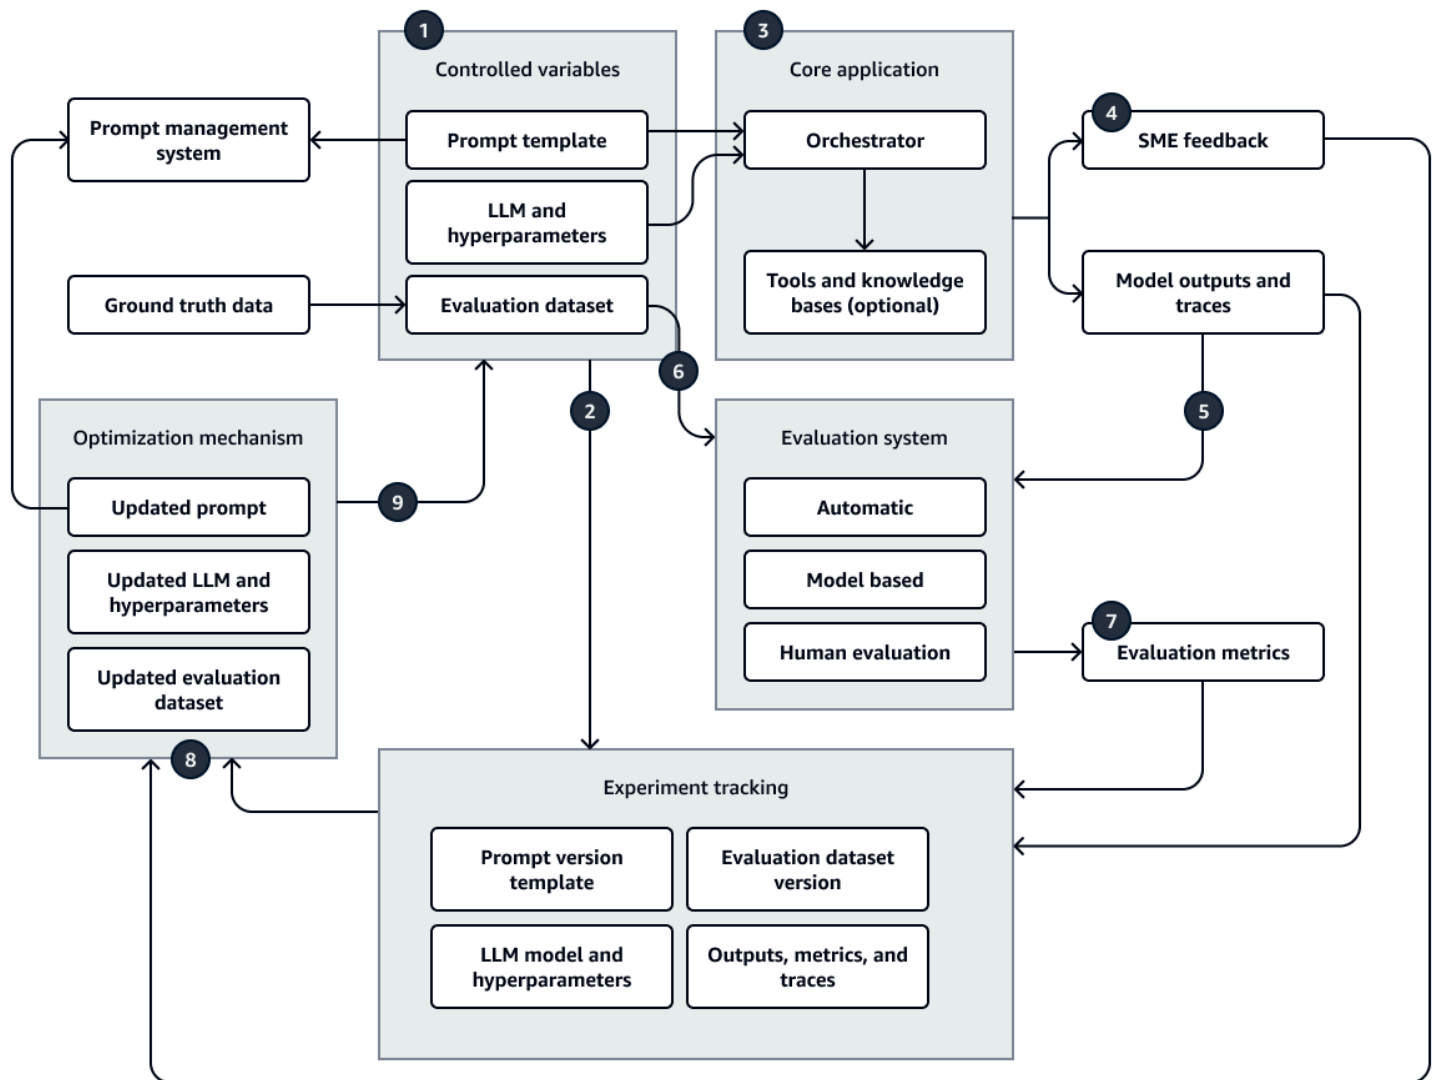 1
Controlled variables
Prompt template
LLM and
hyperparameters
Evaluation dataset
3
Core application
Orchestrator
Tools and knowledge
bases (optional)
Prompt management
system
Ground truth data
4
SME feedback
Model outputs and
traces
6
2
5
Optimization mechanism
Updated prompt
Updated LLM and
hyperparameters
Updated evaluation
dataset
9
Evaluation system
Automatic
Model based
Human evaluation
7
Evaluation metrics
8
Experiment tracking
Prompt version
template
Evaluation dataset
version
LLM model and
hyperparameters
Outputs, metrics, and
traces